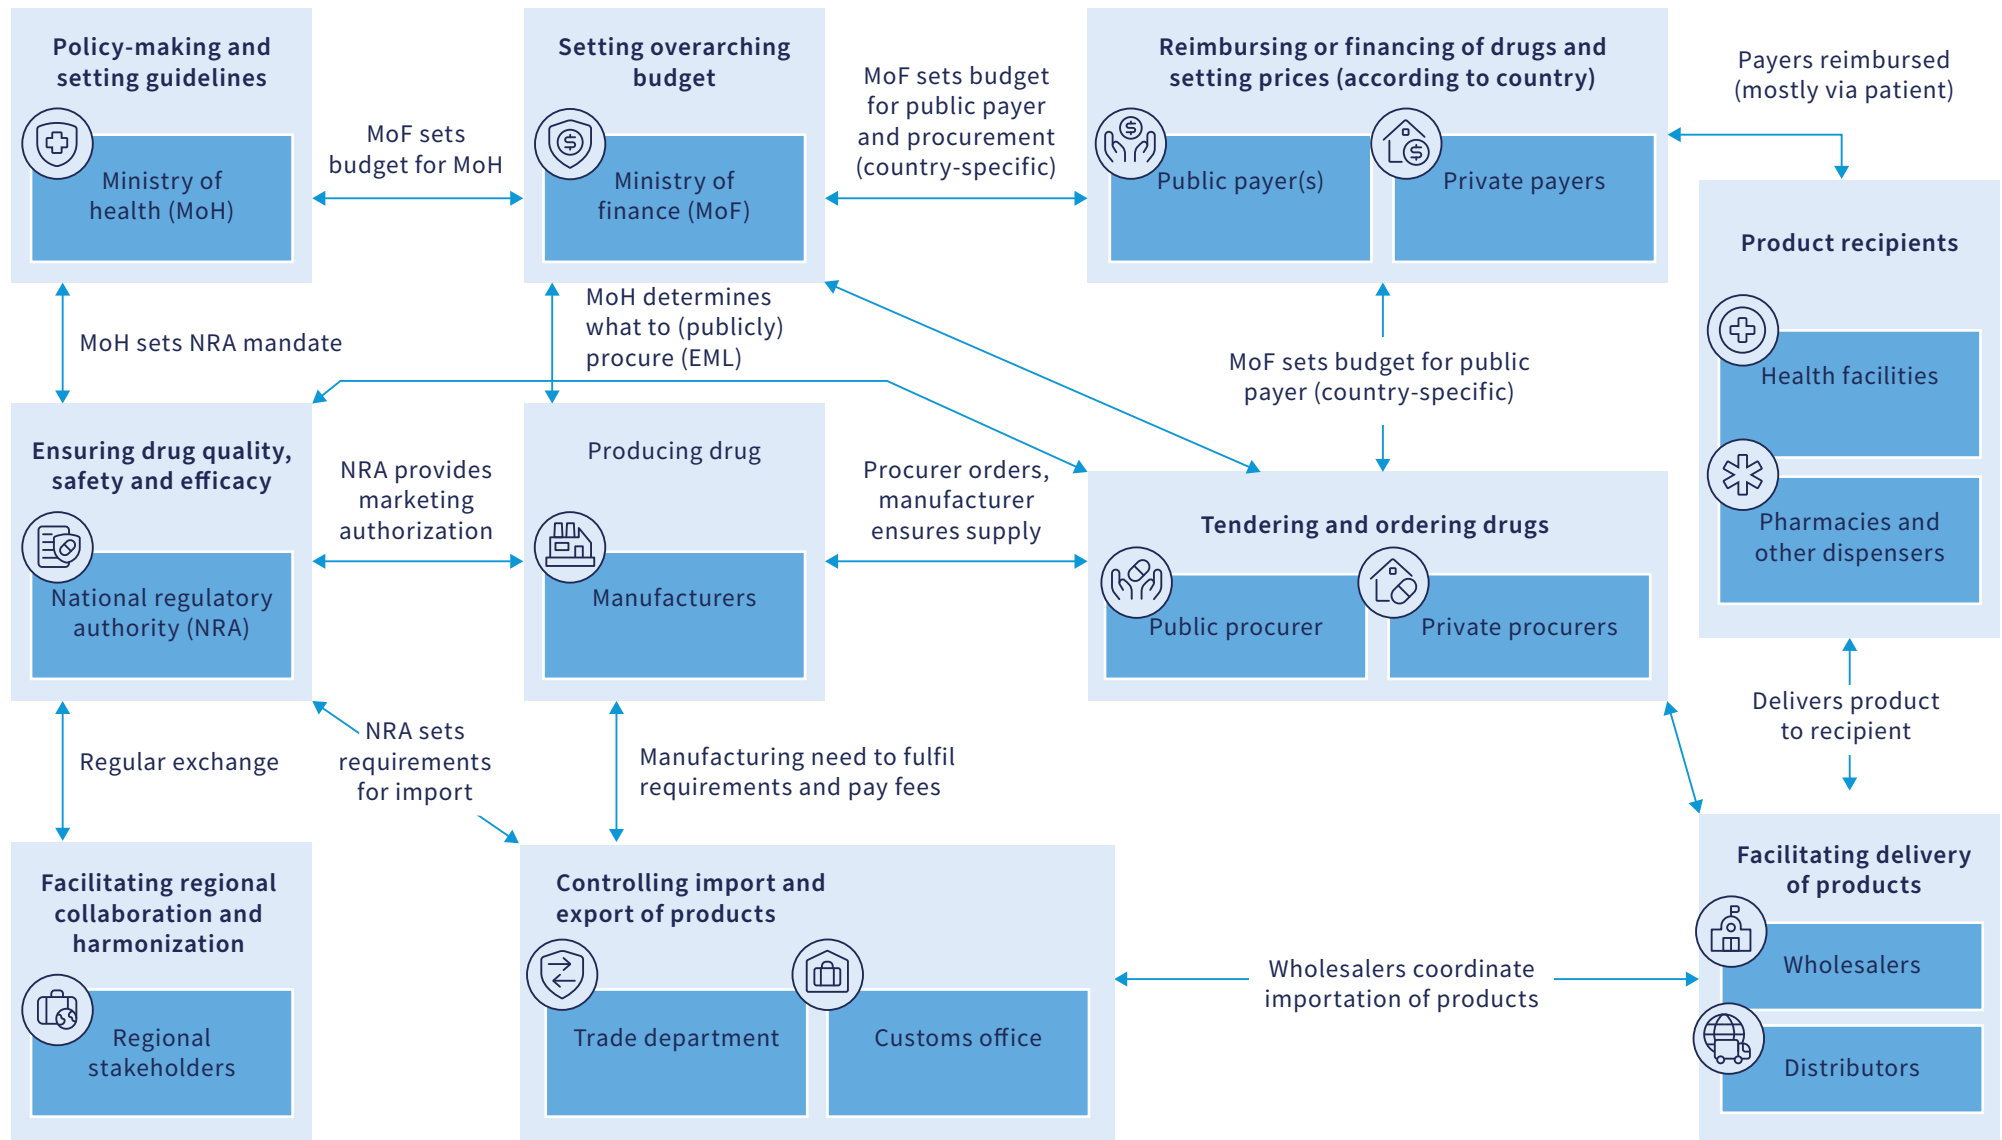 Policy-making and
setting guidelines
Ministry of
health (MoH)
MoF sets
budget for MoH
Setting overarching
budget
Ministry of
finance (MoF)
MoF sets budget
for public payer
and procurement
(country-specific)
Reimbursing or financing of drugs and
setting prices (according to country)
Public payer(s)
Private payers
Payers reimbursed
(mostly via patient)
Product recipients
Health facilities
Pharmacies and
other dispensers
MoH sets NRA mandate
MoH determines
what to (publicly)
procure (EML)
MoF sets budget for public
payer (country-specific)
Ensuring drug quality,
safety and efficacy
National regulatory
authority (NRA)
NRA provides
marketing
authorization
Producing drug
Manufacturers
Procurer orders,
manufacturer
ensures supply
Tendering and ordering drugs
Public procurer
Private procurers
Delivers product
to recipient
Regular exchange
NRA sets
requirements
for import
Manufacturing need to fulfil
requirements and pay fees
Facilitating regional
collaboration and
harmonization
Regional
stakeholders
Controlling import and
export of products
Trade department
Customs office
Wholesalers coordinate
importation of products
Facilitating delivery
of products
Wholesalers
Distributors